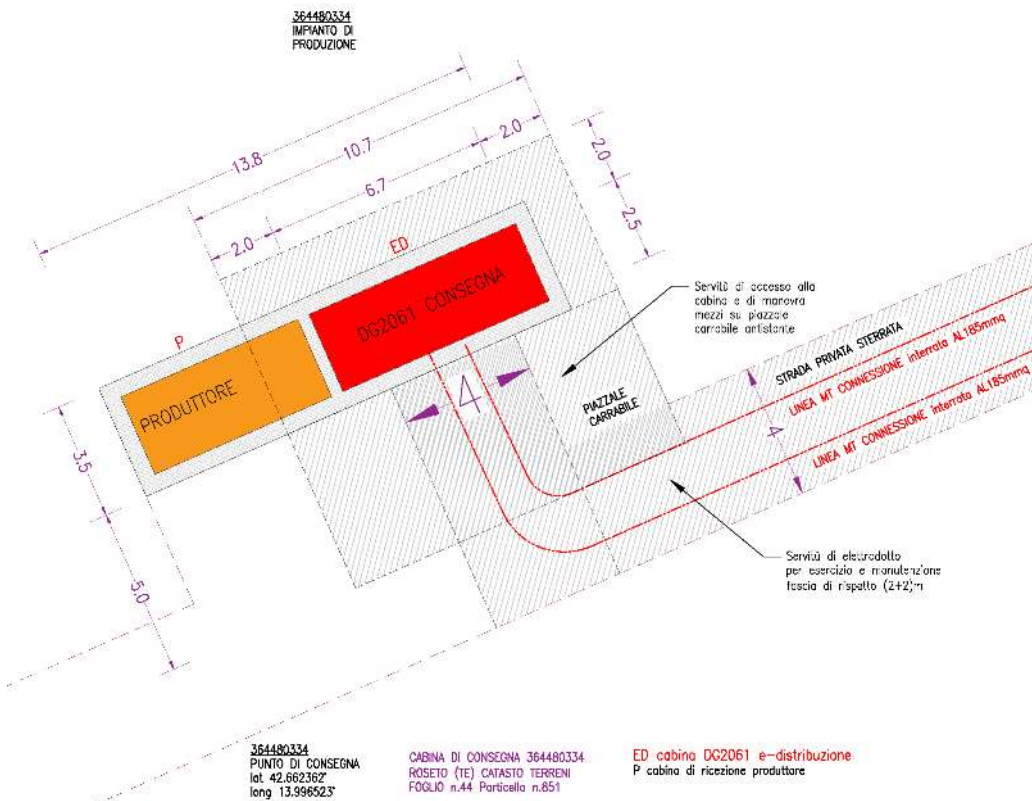 364480334
IMPIANTO DI
PRODUZIONE
13.8
10.7
6.7
2.0
2.0
2.0
2.5
ED
DG2061 CONSEGNA
P
PRODUTTORE
Servitù di accesso alla
cabina e di manovra
mezzi su piazzale
carrabile antistante
4
PIAZZALE
CARRABILE
STRADA PRIVATA STERRATA
LINEA MT CONNESSIONE interrata AL185mmq
4
LINEA MT CONNESSIONE interrata AL185mmq
3.5
5.0
Servitù di elettrodotto
per esercizio e manutenzione
fascia di rispetto (2+2)m
364480334
PUNTO DI CONSEGNA
lat 42.662362°
long 13.996523°
CABINA DI CONSEGNA 364480334
ROSETO (TE) CATASTO TERRENI
FOGLIO n.44 Particella n.851
ED cabina DG2061 e-distribuzione
P cabina di ricezione produttore